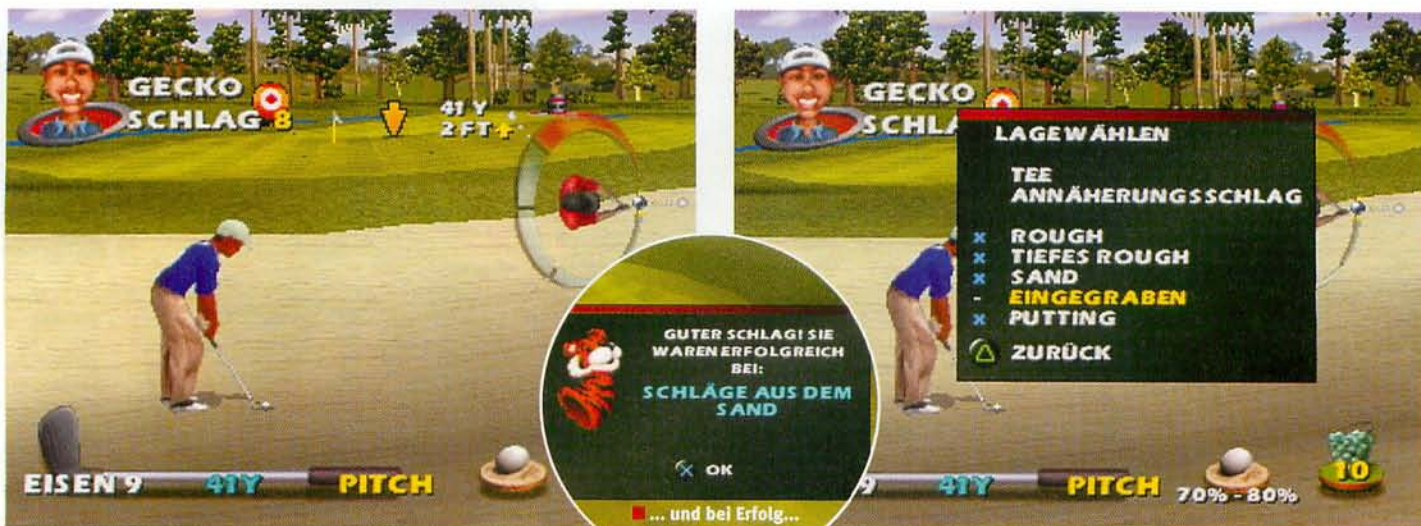 GECKO
SCHLAG 8
41 Y
2 FT
EISEN 9 41Y PITCH
GUTER SCHLAG! SIE
WAREN ERFOLGREICH
BEI:
SCHLÄGE AUS DEM
SAND
OK
... und bei Erfolg...
GECKO
SCHLA
LAGE WÄHLEN
TEE
ANNÄHERUNGSSCHLAG
x ROUGH
x TIEFES ROUGH
x SAND
- EINGEGRABEN
x PUTTING
ZURÜCK
9 41Y PITCH 70% - 80% 10